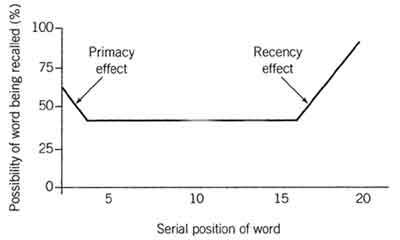 Possibility of word being recalled (%)
100
75
50
25
0
Primacy
effect
Recency
effect
5
10
15
20
Serial position of word